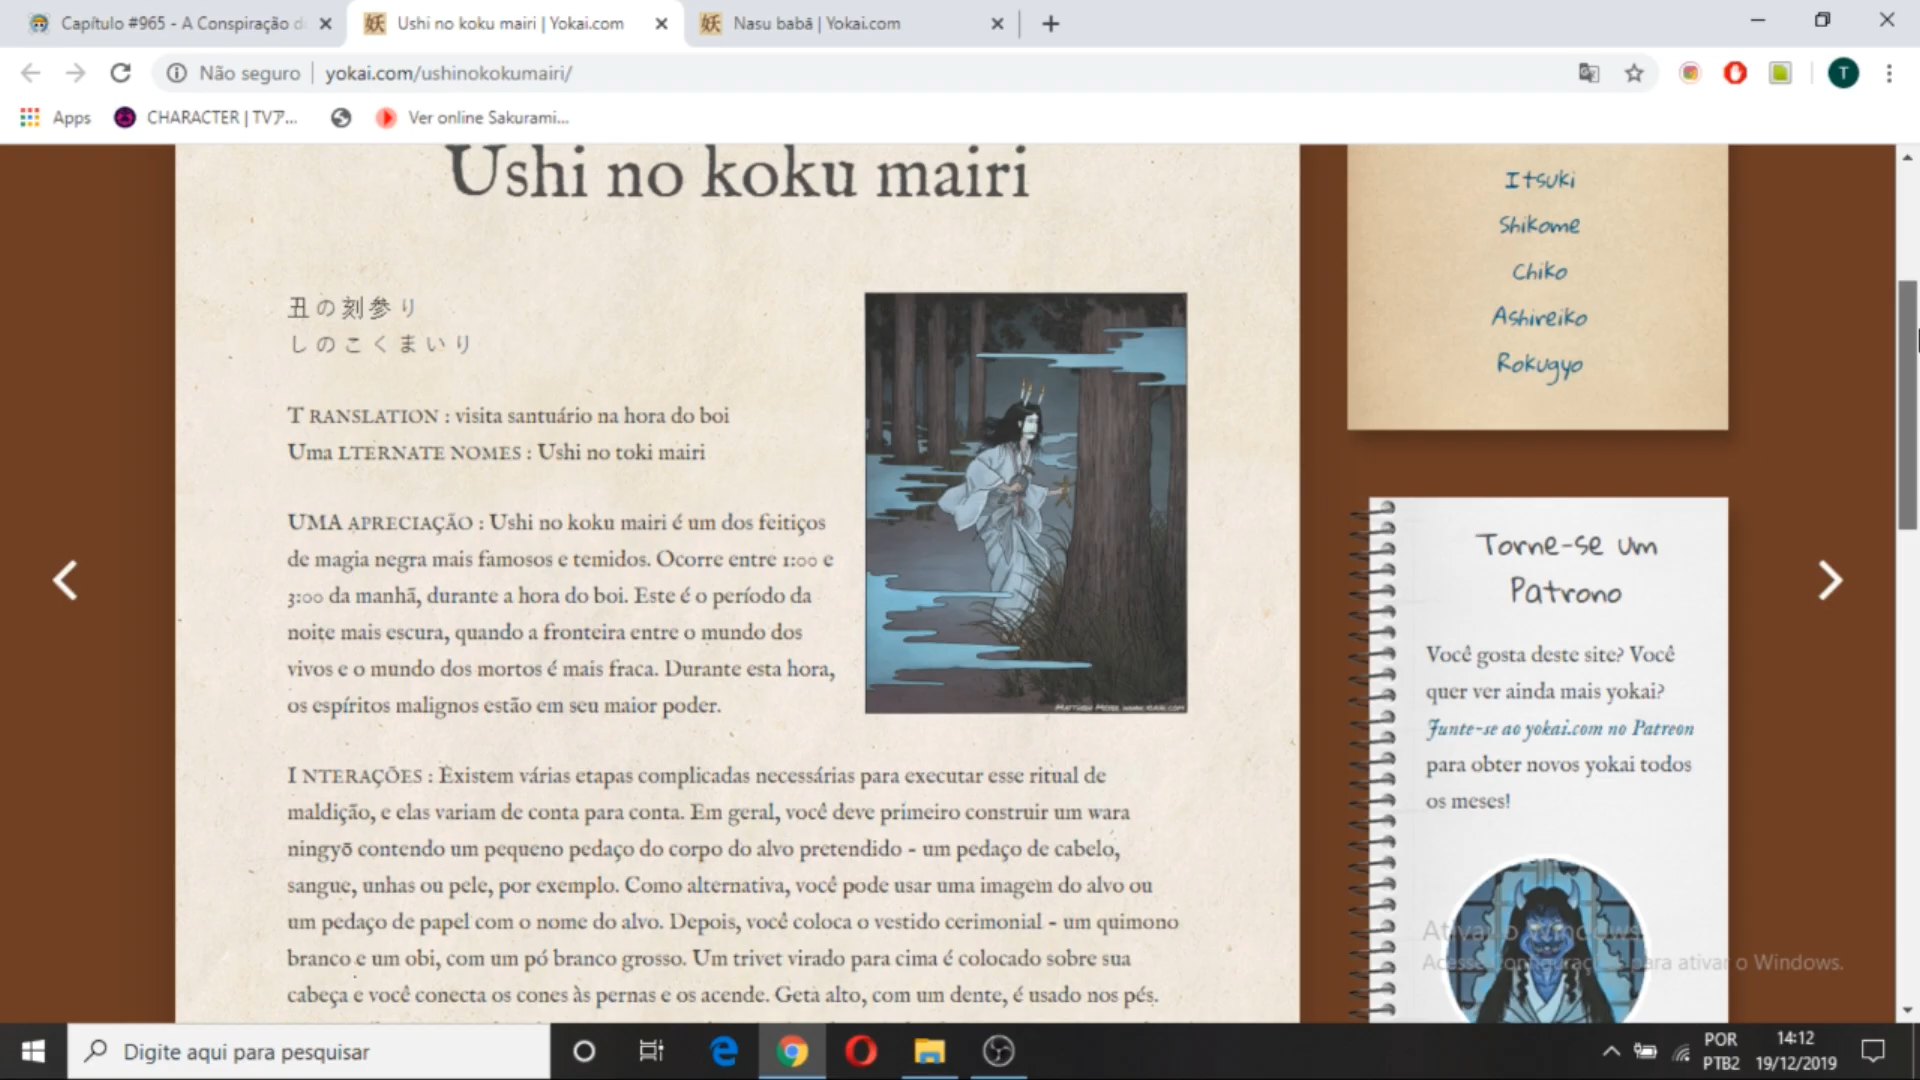 Capítulo #965 - A Conspiração d
Ushi no koku mairi | Yokai.com
Nasu babā | Yokai.com
Não seguro
yokai.com/ushinokokumairi/
T
Apps
CHARACTER | TVア...
Ver online Sakurami...
Ushi no koku mairi
丑の刻参り
しのこくまいり
TRANSLATION : visita santuário na hora do boi
Uma LTERNATE NOMES : Ushi no toki mairi
UMA APRECIAÇÃO : Ushi no koku mairi é um dos feitiços
de magia negra mais famosos e temidos. Ocorre entre 1:00 e
3:00 da manhã, durante a hora do boi. Este é o período da
noite mais escura, quando a fronteira entre o mundo dos
vivos e o mundo dos mortos é mais fraca. Durante esta hora,
os espíritos malignos estão em seu maior poder.
I NTERAÇÕES : Existem várias etapas complicadas necessárias para executar esse ritual de
maldição, e elas variam de conta para conta. Em geral, você deve primeiro construir um wara
ningyō contendo um pequeno pedaço do corpo do alvo pretendido - um pedaço de cabelo,
sangue, unhas ou pele, por exemplo. Como alternativa, você pode usar uma imagem do alvo ou
um pedaço de papel com o nome do alvo. Depois, você coloca o vestido cerimonial - um quimono
branco e um obi, com um pó branco grosso. Um trivet virado para cima é colocado sobre sua
cabeça e você conecta os cones às pernas e os acende. Geta alto, com um dente, é usado nos pés.
Itsuki
Shikome
Chiko
Ashireiko
Rokugyo
Torne-se Um
Patrono
Você gosta deste site? Você
quer ver ainda mais yokai?
Junte-se ao yokai.com no Patreon
para obter novos yokai todos
os meses!
Ativar o Windows
Acesse Configurações para ativar o Windows.
Digite aqui para pesquisar
POR
PTB2
14:12
19/12/2019